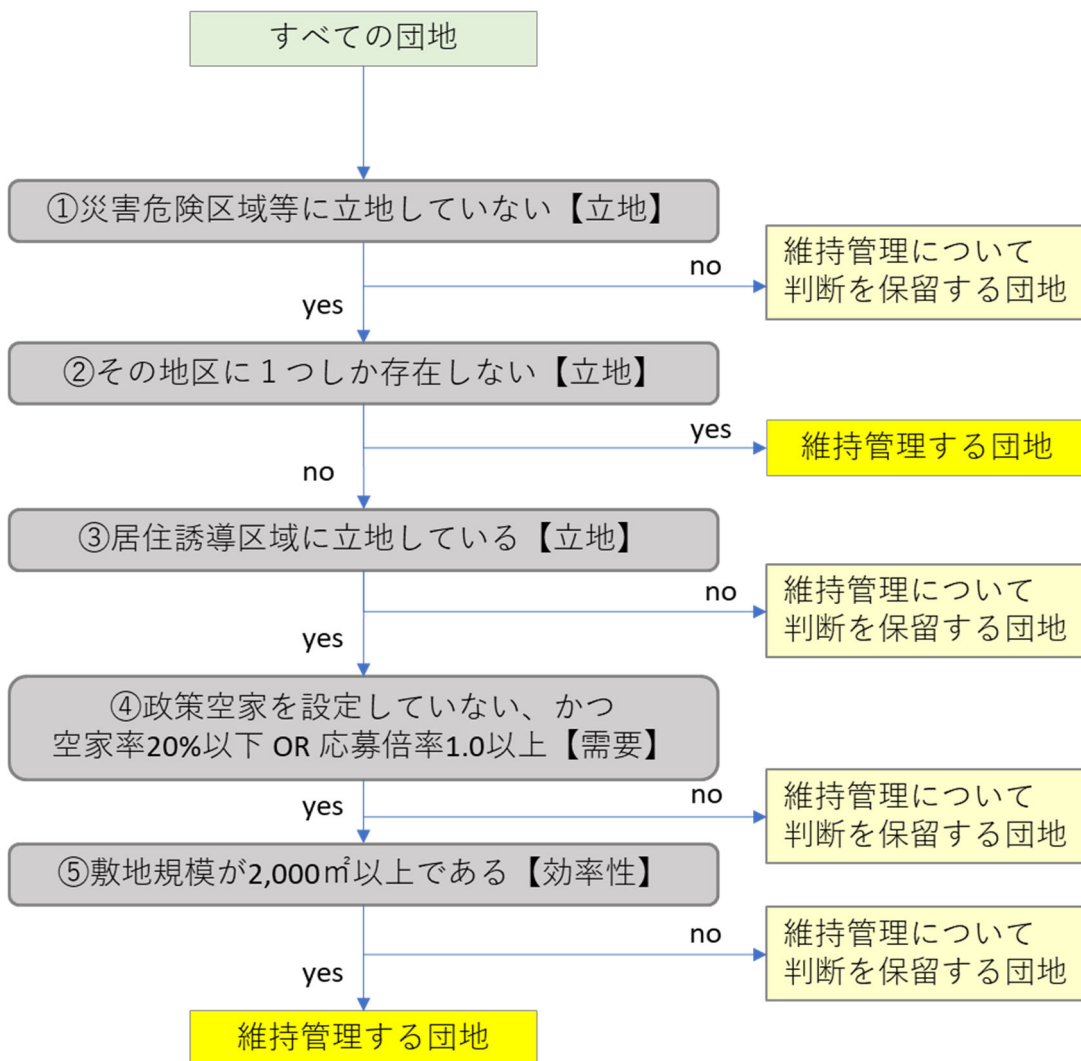 すべての団地
①災害危険区域等に立地していない【立地】
no
維持管理について
判断を保留する団地
yes
②その地区に１つしか存在しない【立地】
yes
維持管理する団地
no
③居住誘導区域に立地している【立地】
no
維持管理について
判断を保留する団地
yes
④政策空家を設定していない、かつ
空家率20%以下 OR 応募倍率1.0以上【需要】
no
維持管理について
判断を保留する団地
yes
⑤敷地規模が2,000㎡以上である【効率性】
no
維持管理について
判断を保留する団地
yes
維持管理する団地